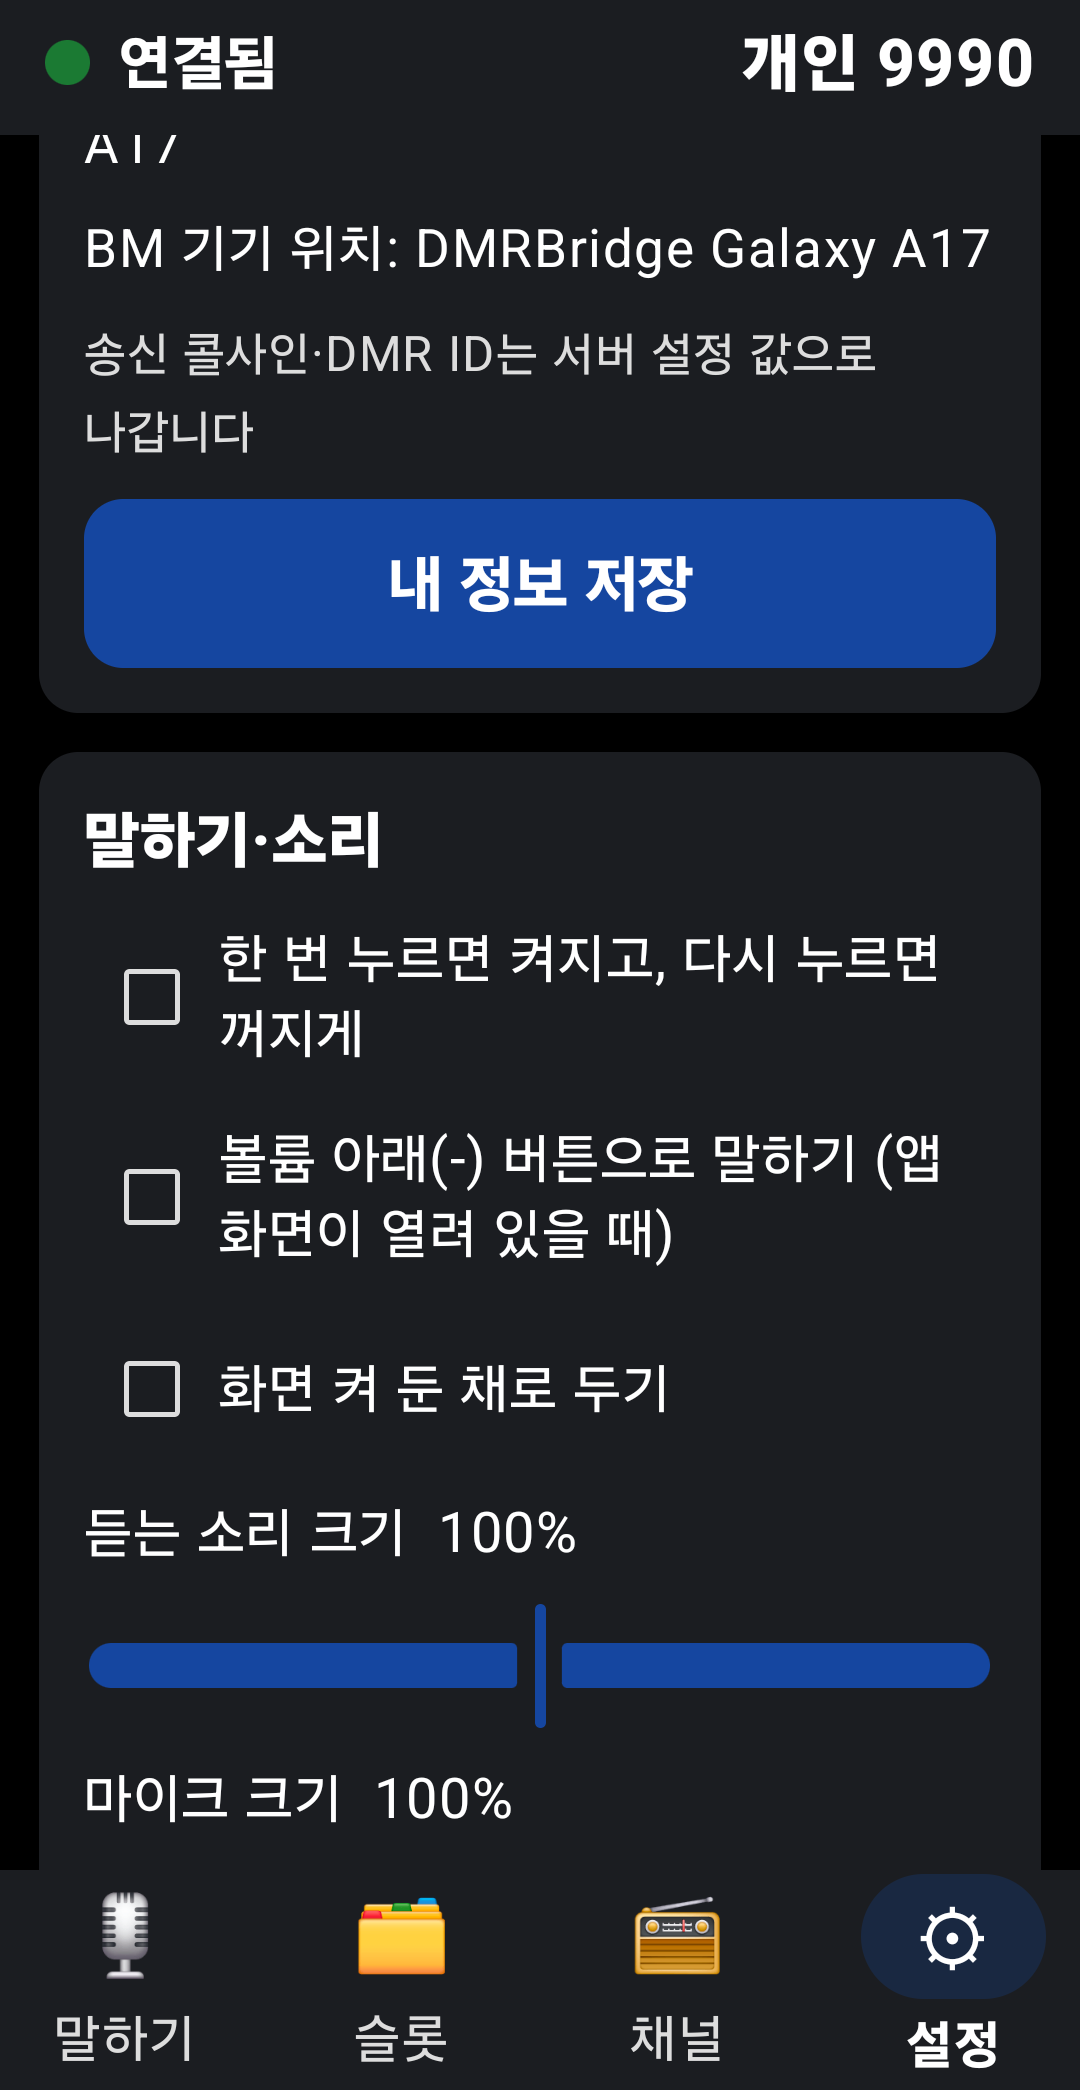 연결됨
개인 9990
A17
BM 기기 위치: DMRBridge Galaxy A17
송신 콜사인·DMR ID는 서버 설정 값으로
나갑니다
내 정보 저장
말하기·소리
한 번 누르면 켜지고, 다시 누르면
꺼지게
볼륨 아래(-) 버튼으로 말하기 (앱
화면이 열려 있을 때)
화면 켜 둔 채로 두기
듣는 소리 크기 100%
마이크 크기 100%
말하기
슬롯
채널
설정